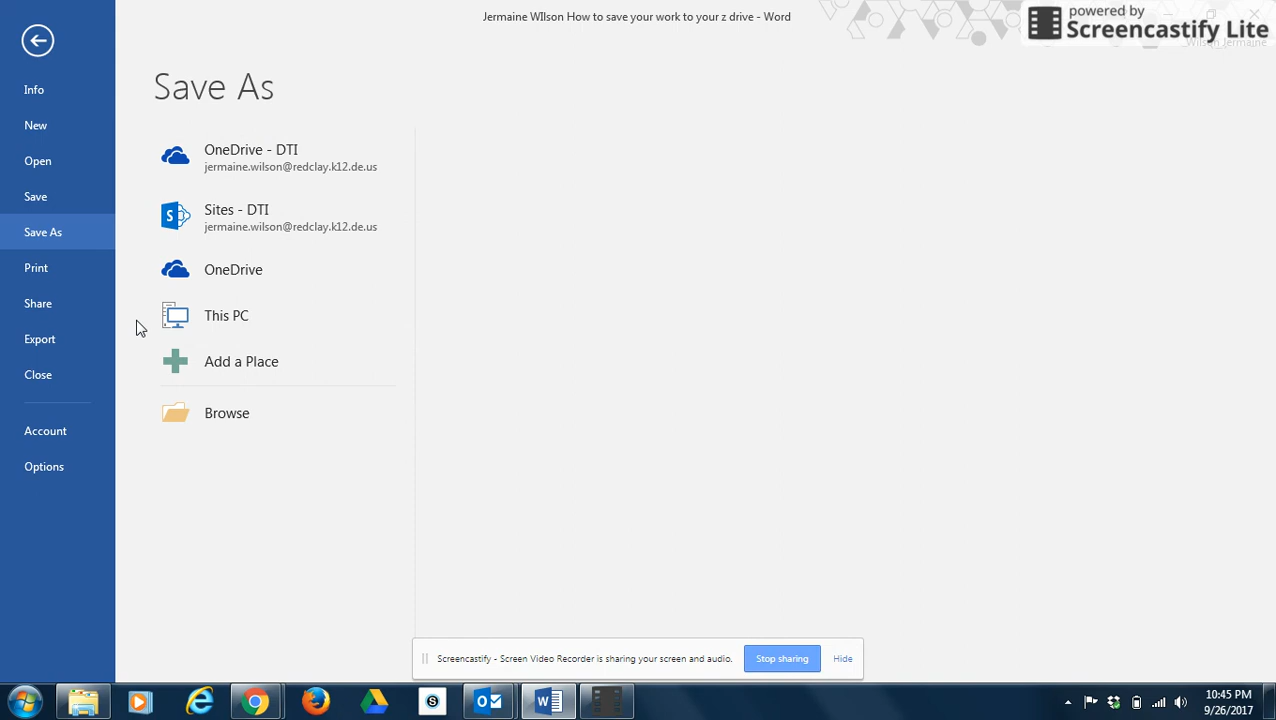 Jermaine WIlson How to save your work to your z drive - Word
powered by
Screencastify Lite
Wilson Jermaine
Info
New
Open
Save
Save As
Print
Share
Export
Close
Account
Options
Save As
OneDrive - DTI
jermaine.wilson@redclay.k12.de.us
Sites - DTI
jermaine.wilson@redclay.k12.de.us
OneDrive
This PC
Add a Place
Browse
Screencastify - Screen Video Recorder is sharing your screen and audio.
Stop sharing
Hide
10:45 PM
9/26/2017